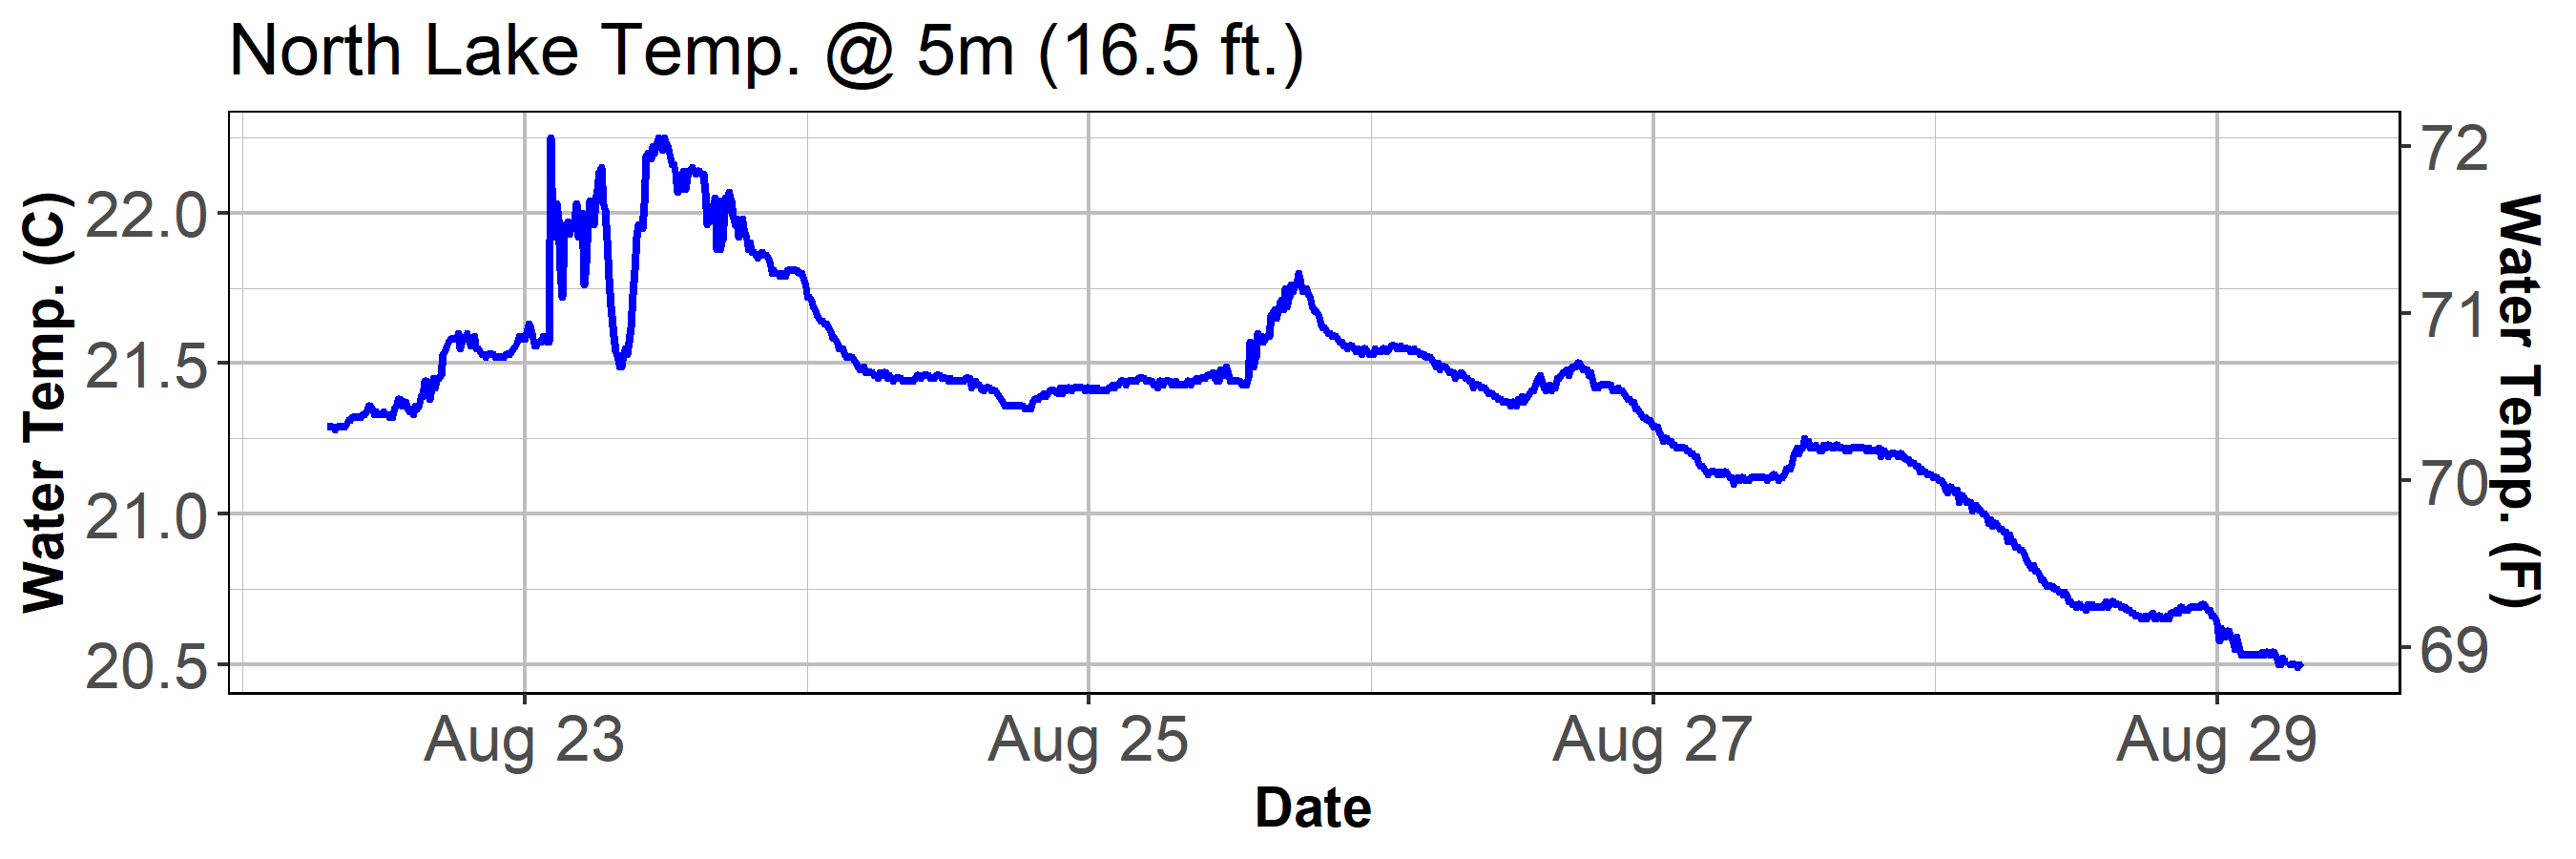 North Lake Temp. @ 5m (16.5 ft.)
Water Temp. (C)
22.0
21.5
21.0
20.5
72
71
70
69
Water Temp. (F)
Aug 23
Aug 25
Aug 27
Aug 29
Date